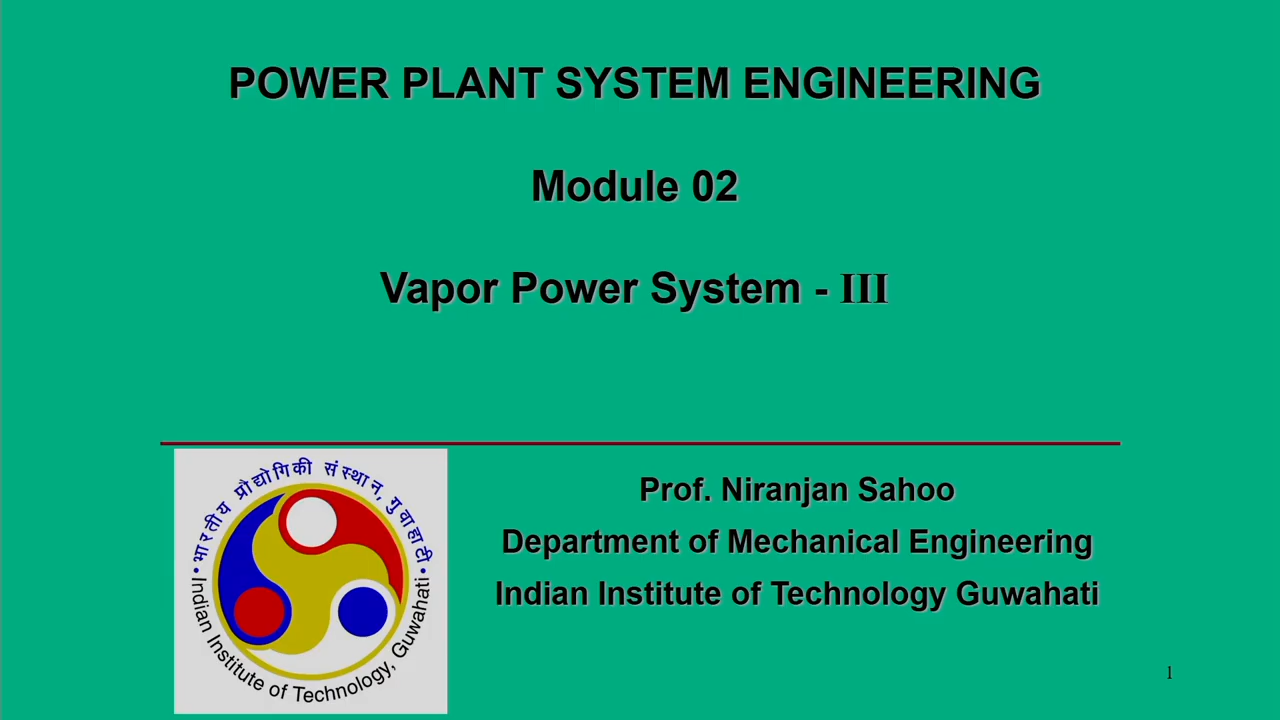 POWER PLANT SYSTEM ENGINEERING
Module 02
Vapor Power System - III
भारतीय प्रौद्योगिकी संस्थान, गुवाहाटी
Indian Institute of Technology, Guwahati
Prof. Niranjan Sahoo
Department of Mechanical Engineering
Indian Institute of Technology Guwahati
1